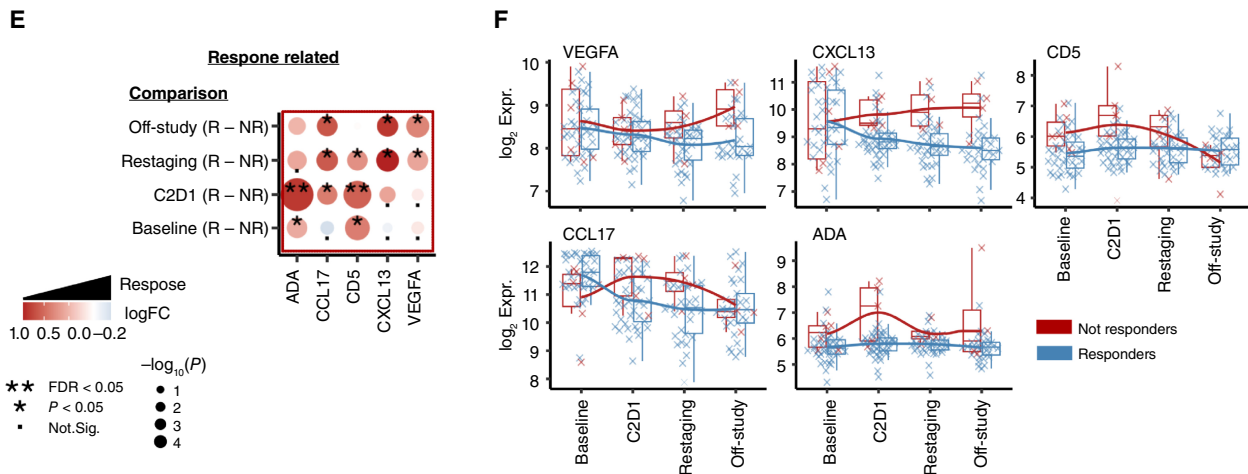 E
Respone related
Comparison
Off-study (R – NR)
Restaging (R – NR)
C2D1 (R – NR)
Baseline (R – NR)
* * *
* * * *
** * **
* *
ADA
CCL17
CD5
CXCL13
VEGFA
Respose
logFC
1.0 0.5 0.0 –0.2
** FDR < 0.05
* P < 0.05
▪ Not.Sig.
–log10(P)
1
2
3
4
F
VEGFA
log2 Expr.
10
9
8
7
CXCL13
11
10
9
8
7
6
CD5
8
7
6
5
4
Baseline
C2D1
Restaging
Off-study
CCL17
log2 Expr.
12
11
10
9
8
Baseline
C2D1
Restaging
Off-study
ADA
9
8
7
6
5
Baseline
C2D1
Restaging
Off-study
Not responders
Responders